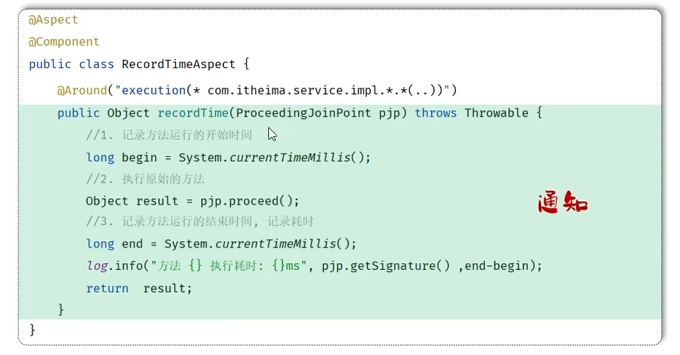 @Aspect
@Component
public class RecordTimeAspect {
@Around("execution(* com.itheima.service.impl.*.*(..))")
public Object recordTime(ProceedingJoinPoint pjp) throws Throwable {
//1. 记录方法运行的开始时间
long begin = System.currentTimeMillis();
//2. 执行原始的方法
Object result = pjp.proceed();
通知
//3. 记录方法运行的结束时间, 记录耗时
long end = System.currentTimeMillis();
log.info("方法 {} 执行耗时: {}ms", pjp.getSignature() ,end-begin);
return  result;
}
}